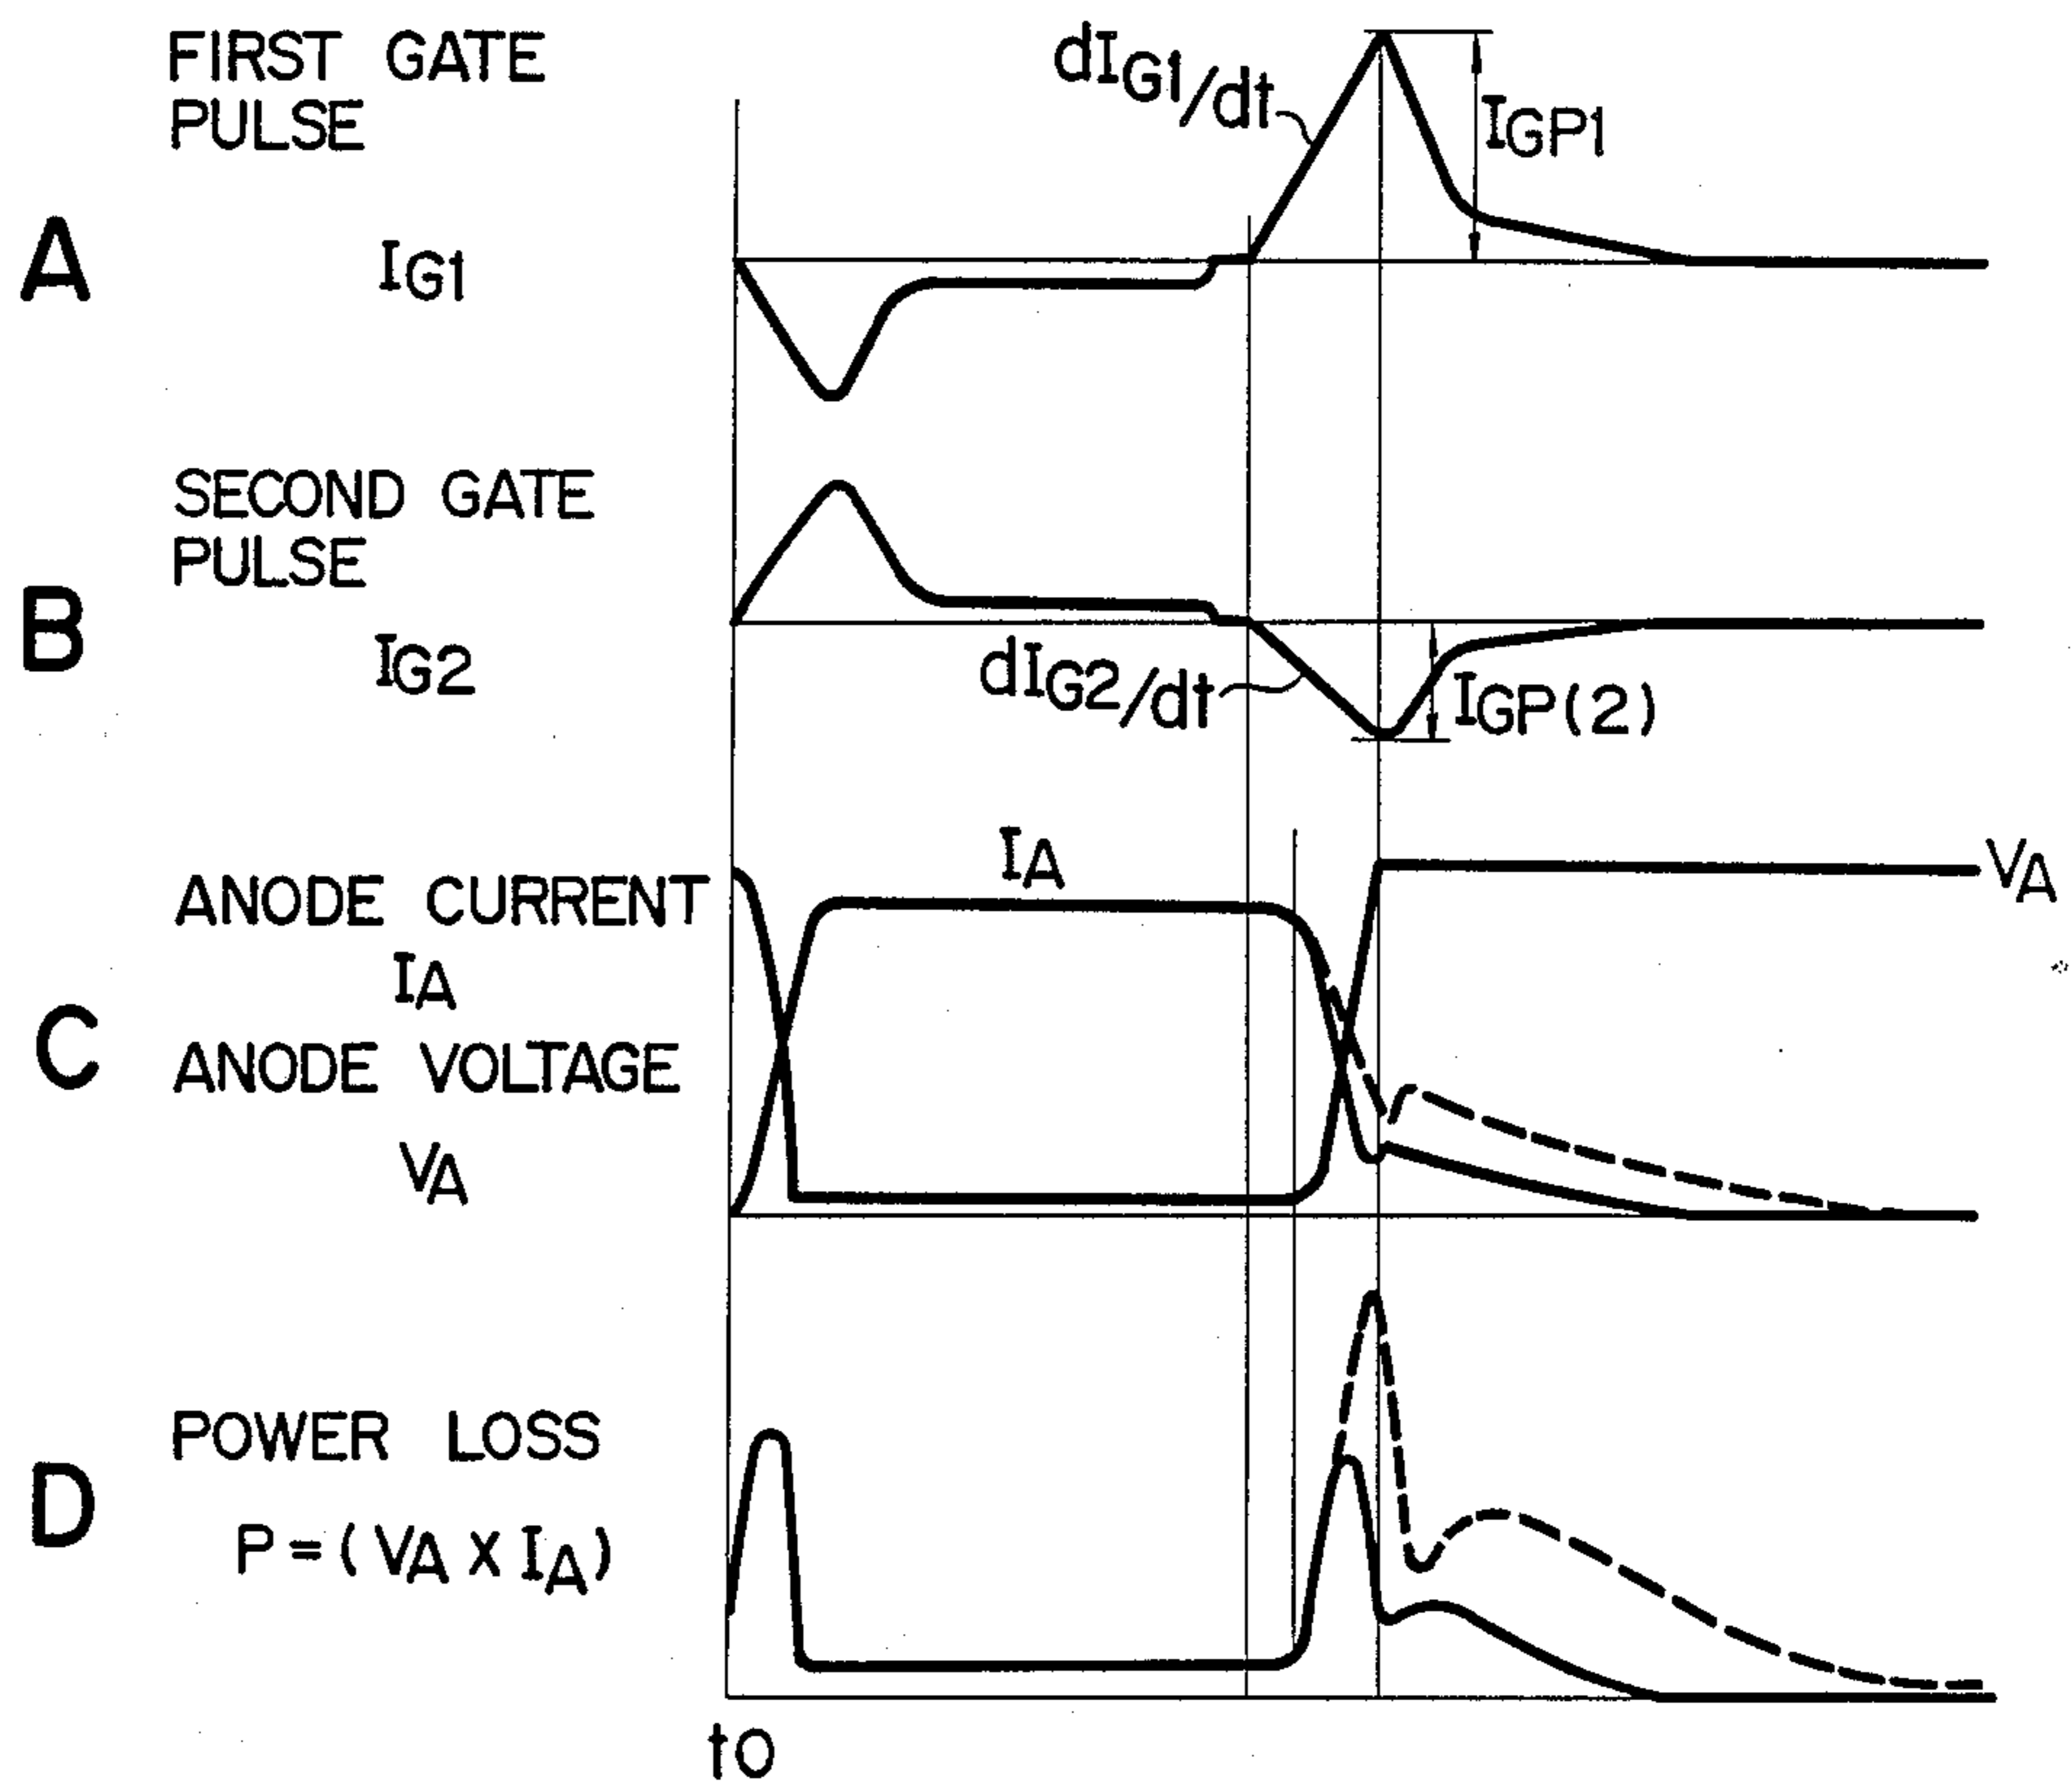 FIRST GATE
PULSE
A
IG1
dIG1/dt
IGP1
SECOND GATE
PULSE
B
IG2
dIG2/dt
IGP(2)
ANODE CURRENT
IA
C
ANODE VOLTAGE
VA
IA
VA
POWER LOSS
D
P=(VA X IA)
to